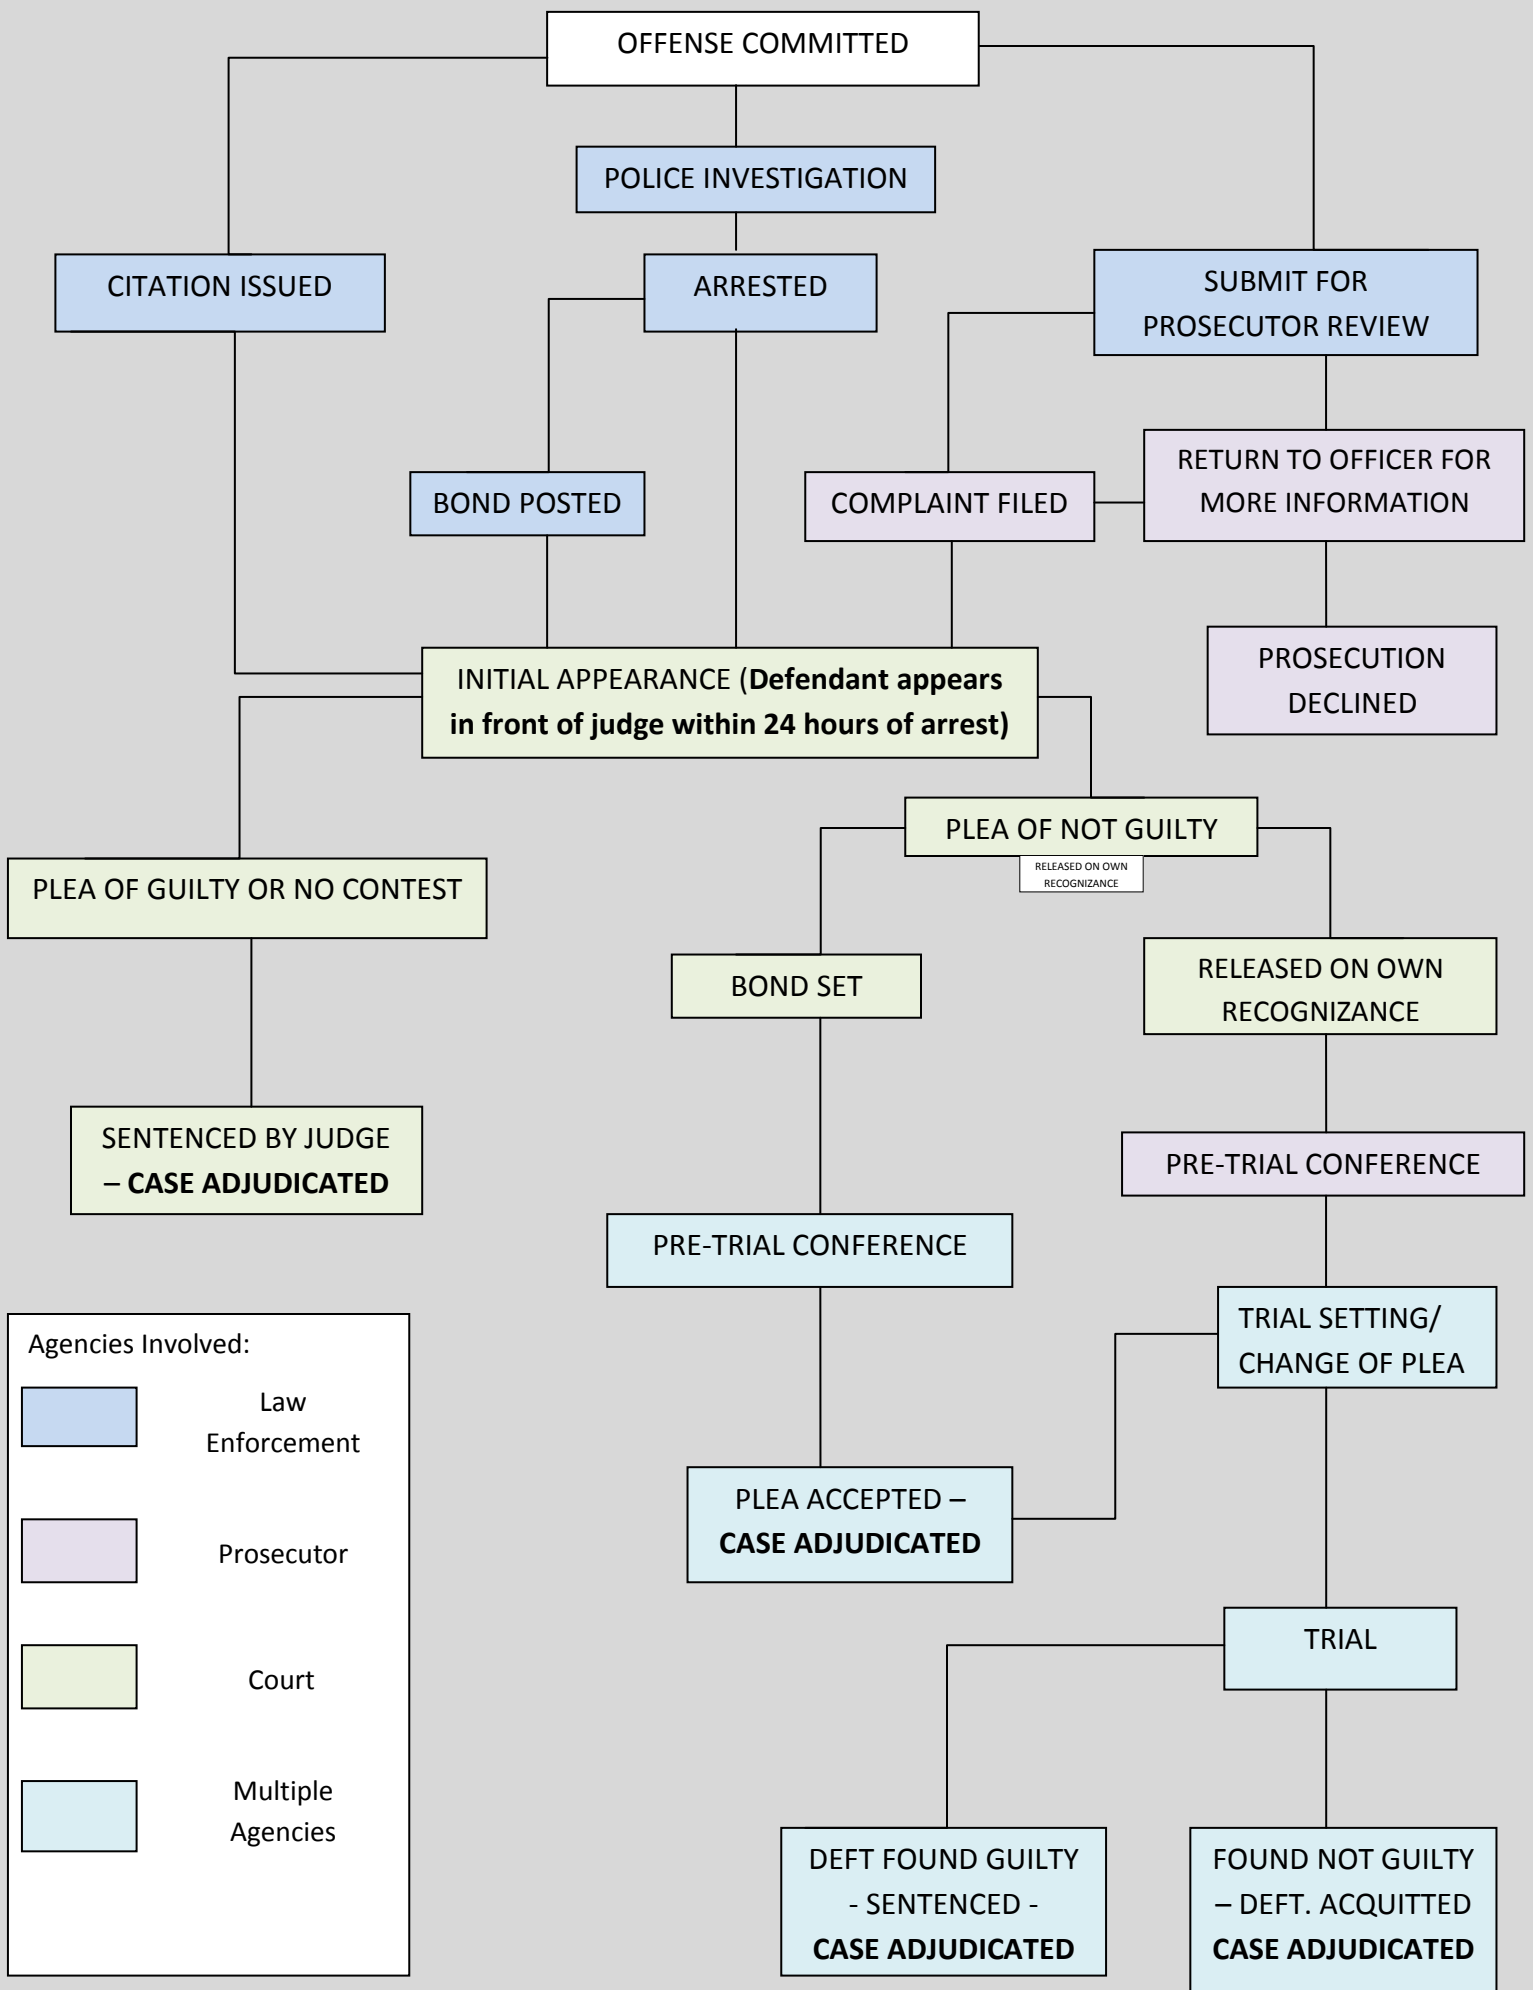 OFFENSE COMMITTED
POLICE INVESTIGATION
CITATION ISSUED
ARRESTED
SUBMIT FOR
PROSECUTOR REVIEW
BOND POSTED
COMPLAINT FILED
RETURN TO OFFICER FOR
MORE INFORMATION
PROSECUTION
DECLINED
INITIAL APPEARANCE (Defendant appears
in front of judge within 24 hours of arrest)
PLEA OF NOT GUILTY
RELEASED ON OWN
RECOGNIZANCE
PLEA OF GUILTY OR NO CONTEST
BOND SET
RELEASED ON OWN
RECOGNIZANCE
SENTENCED BY JUDGE
– CASE ADJUDICATED
PRE-TRIAL CONFERENCE
PRE-TRIAL CONFERENCE
TRIAL SETTING/
CHANGE OF PLEA
PLEA ACCEPTED –
CASE ADJUDICATED
TRIAL
DEFT FOUND GUILTY
- SENTENCED -
CASE ADJUDICATED
FOUND NOT GUILTY
– DEFT. ACQUITTED
CASE ADJUDICATED
Agencies Involved:
Law
Enforcement
Prosecutor
Court
Multiple
Agencies